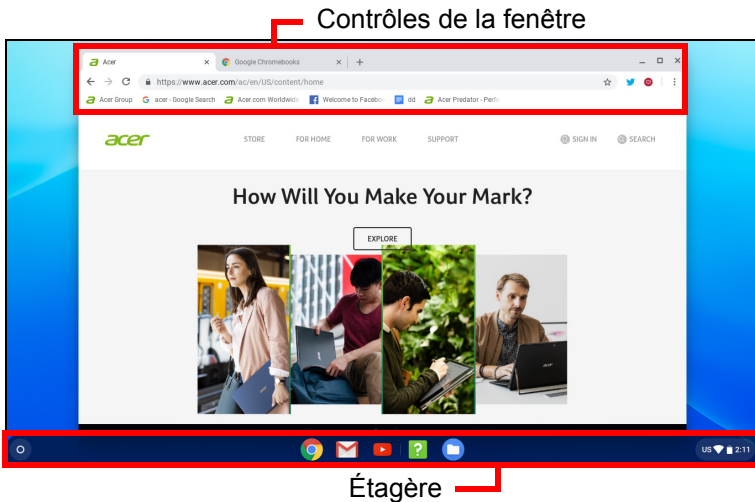 Contrôles de la fenêtre
Acer × Google Chromebooks × +
https://www.acer.com/ac/en/US/content/home
Acer Group acer - Google Search Acer.com Worldwide Welcome to Facebo dd Acer Predator - Perfo
acer STORE FOR HOME FOR WORK SUPPORT SIGN IN SEARCH
How Will You Make Your Mark?
EXPLORE
acer
US 2:11
Étagère